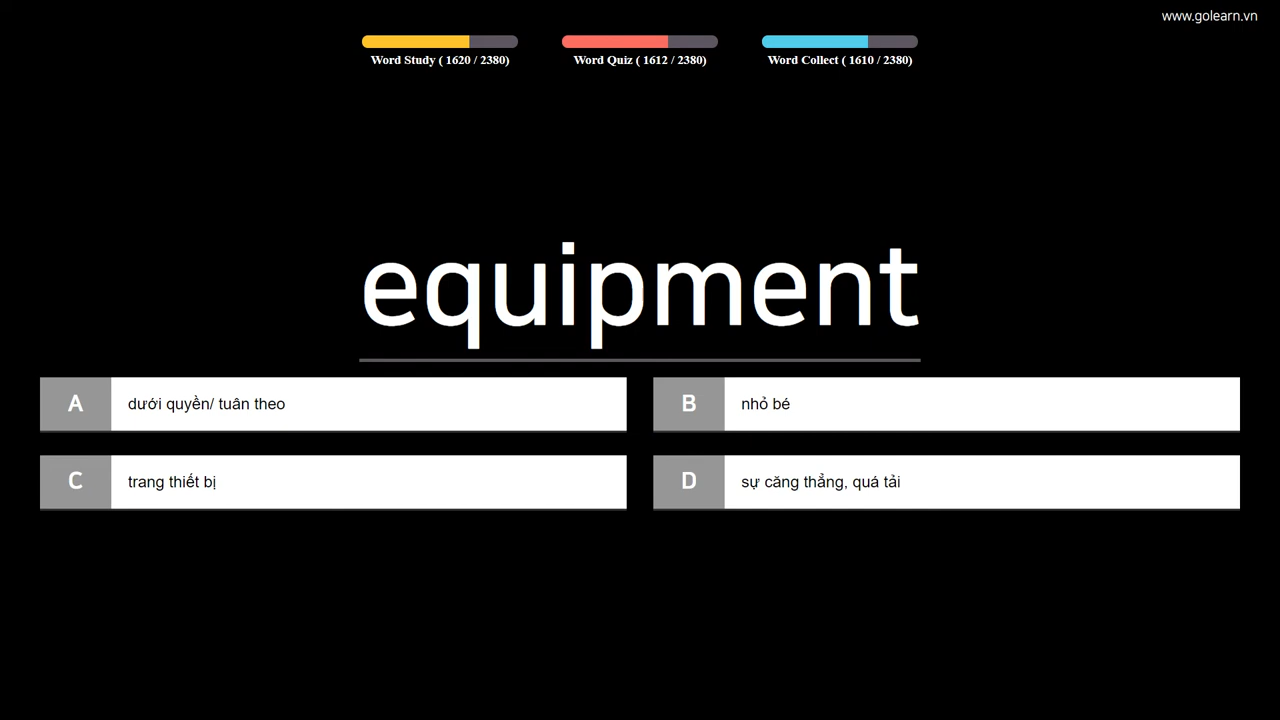 www.golearn.vn
Word Study ( 1620 / 2380)
Word Quiz ( 1612 / 2380)
Word Collect ( 1610 / 2380)
equipment
A dưới quyền/ tuân theo
B nhỏ bé
C trang thiết bị
D sự căng thẳng, quá tải